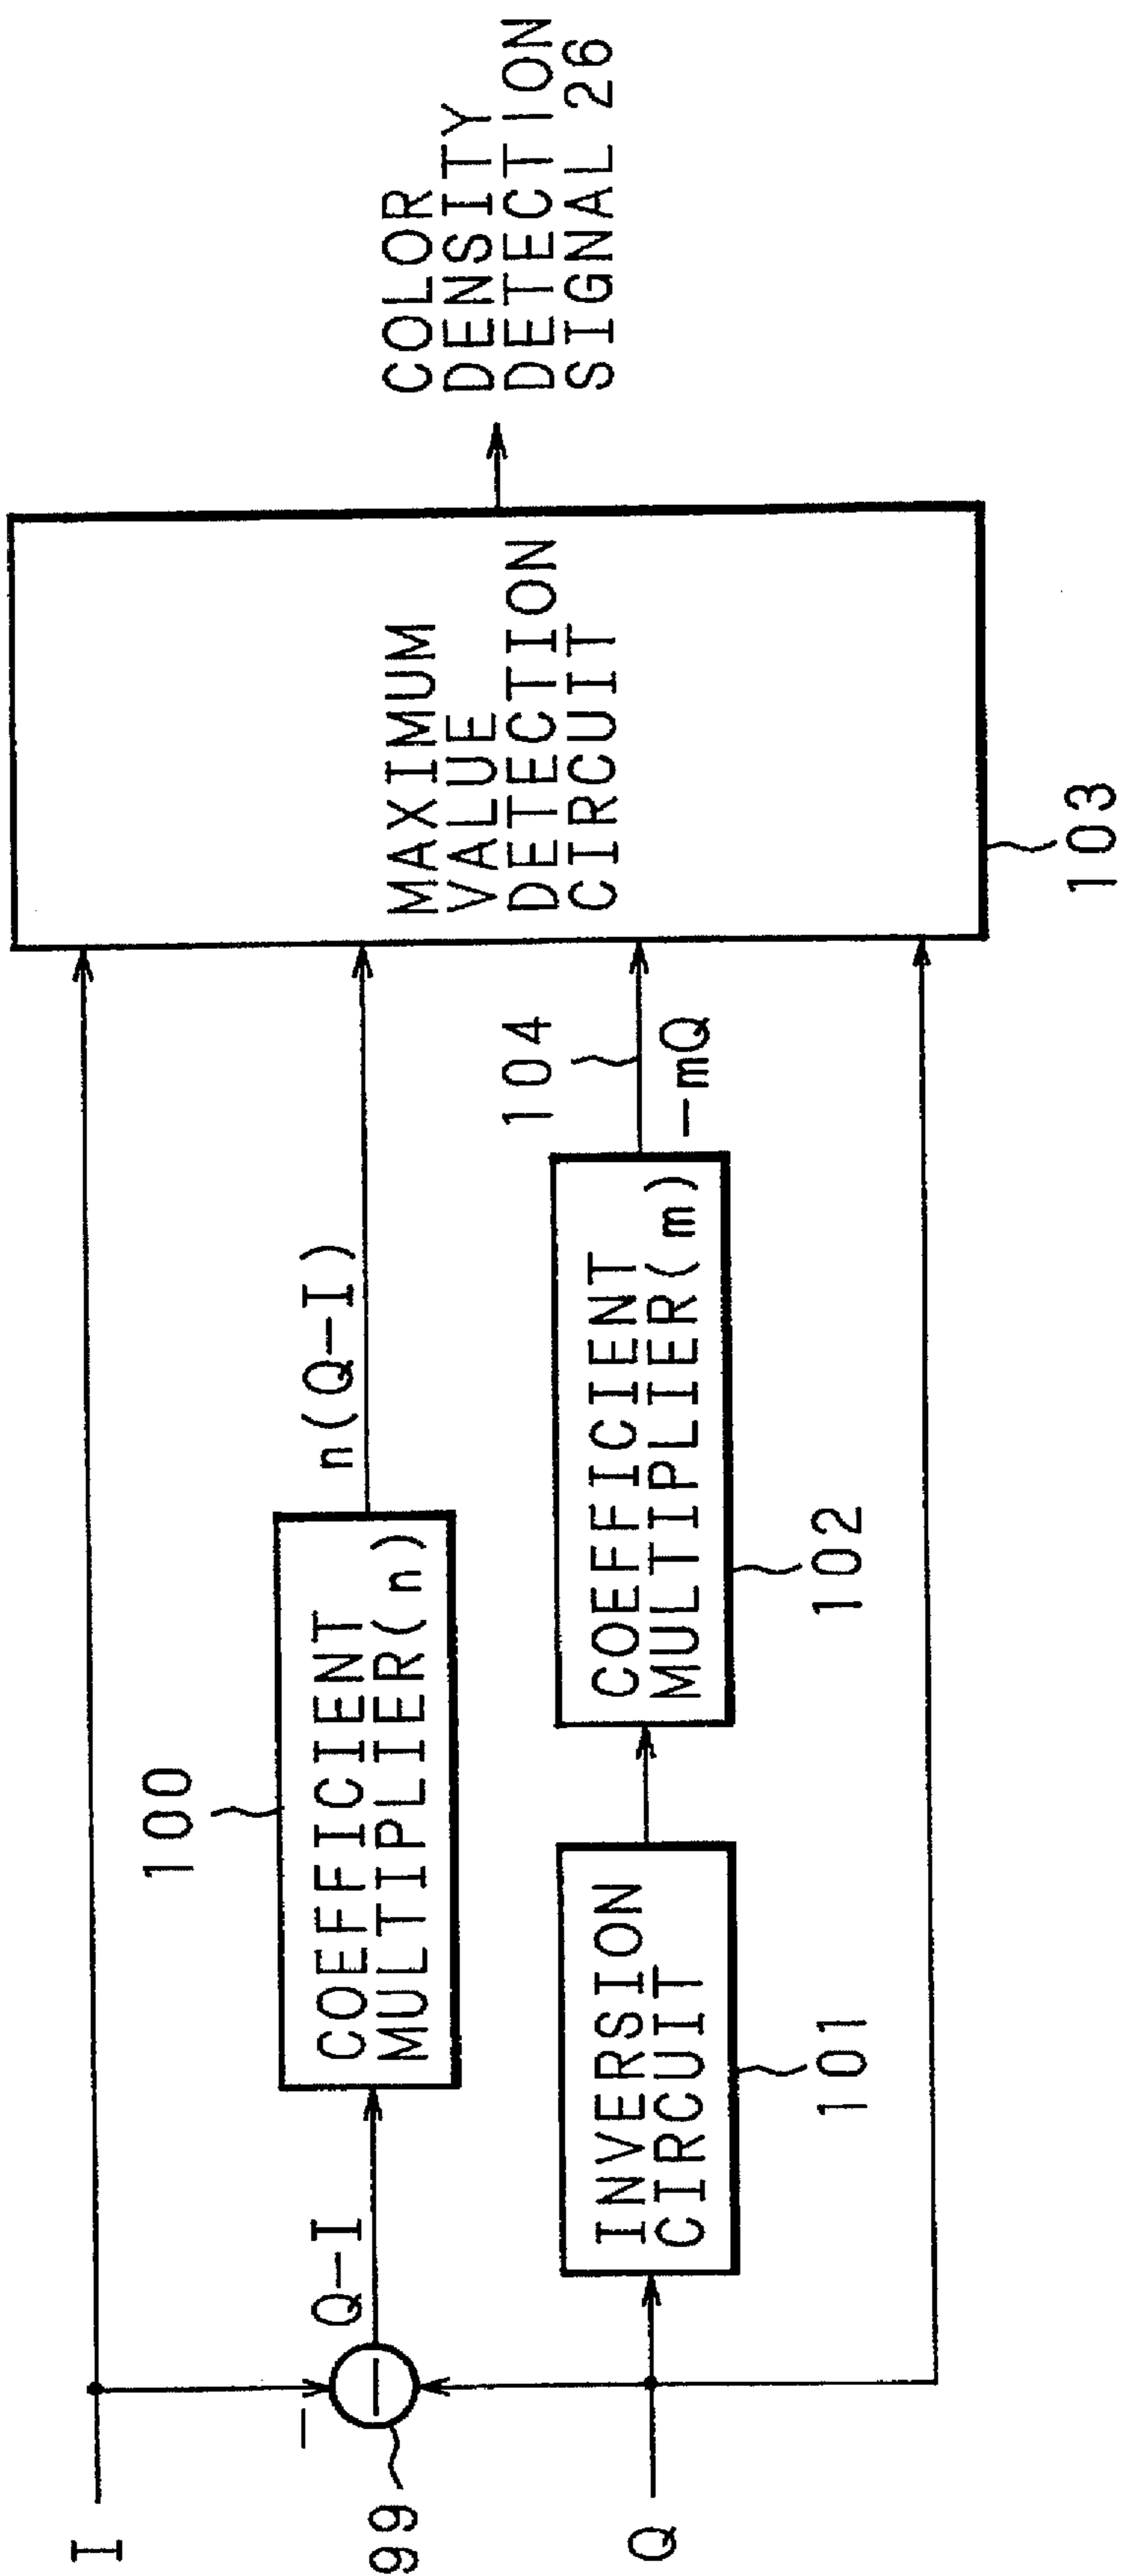 I
99
Q
Q-I
−
100
COEFFICIENT
MULTIPLIER(n)
n(Q-I)
INVERSION
CIRCUIT
101
COEFFICIENT
MULTIPLIER(m)
102
104
-mQ
MAXIMUM
VALUE
DETECTION
CIRCUIT
103
COLOR
DENSITY
DETECTION
SIGNAL 26